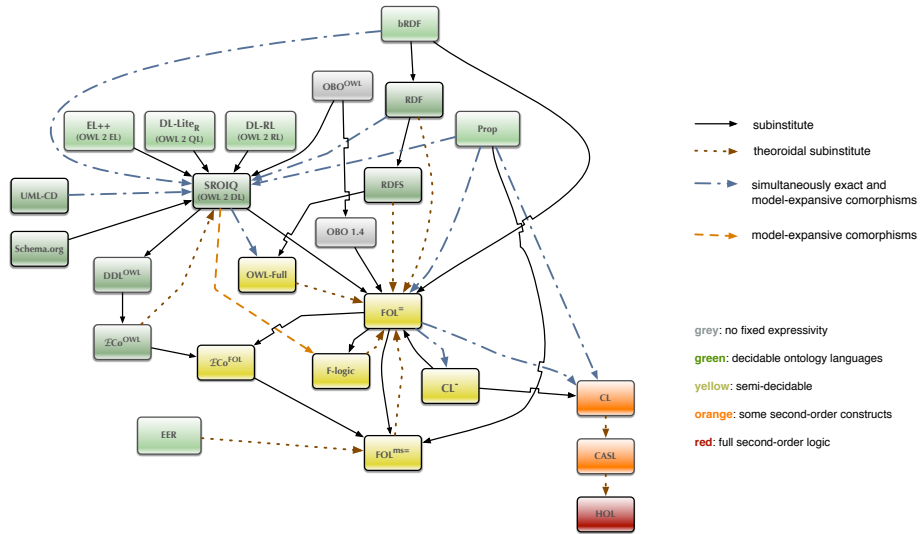 bRDF
OBO^OWL
RDF
EL++
(OWL 2 EL)
DL-Lite_R
(OWL 2 QL)
DL-RL
(OWL 2 RL)
Prop
subinstitute
theoroidal subinstitute
simultaneously exact and
model-expansive comorphisms
model-expansive comorphisms
UML-CD
SROIQ
(OWL 2 DL)
RDFS
Schema.org
OBO 1.4
DDL^OWL
OWL-Full
FOL^=
ℰCo^OWL
ℰCo^FOL
F-logic
CL^-
CL
EER
FOL^ms=
CASL
HOL
grey: no fixed expressivity
green: decidable ontology languages
yellow: semi-decidable
orange: some second-order constructs
red: full second-order logic